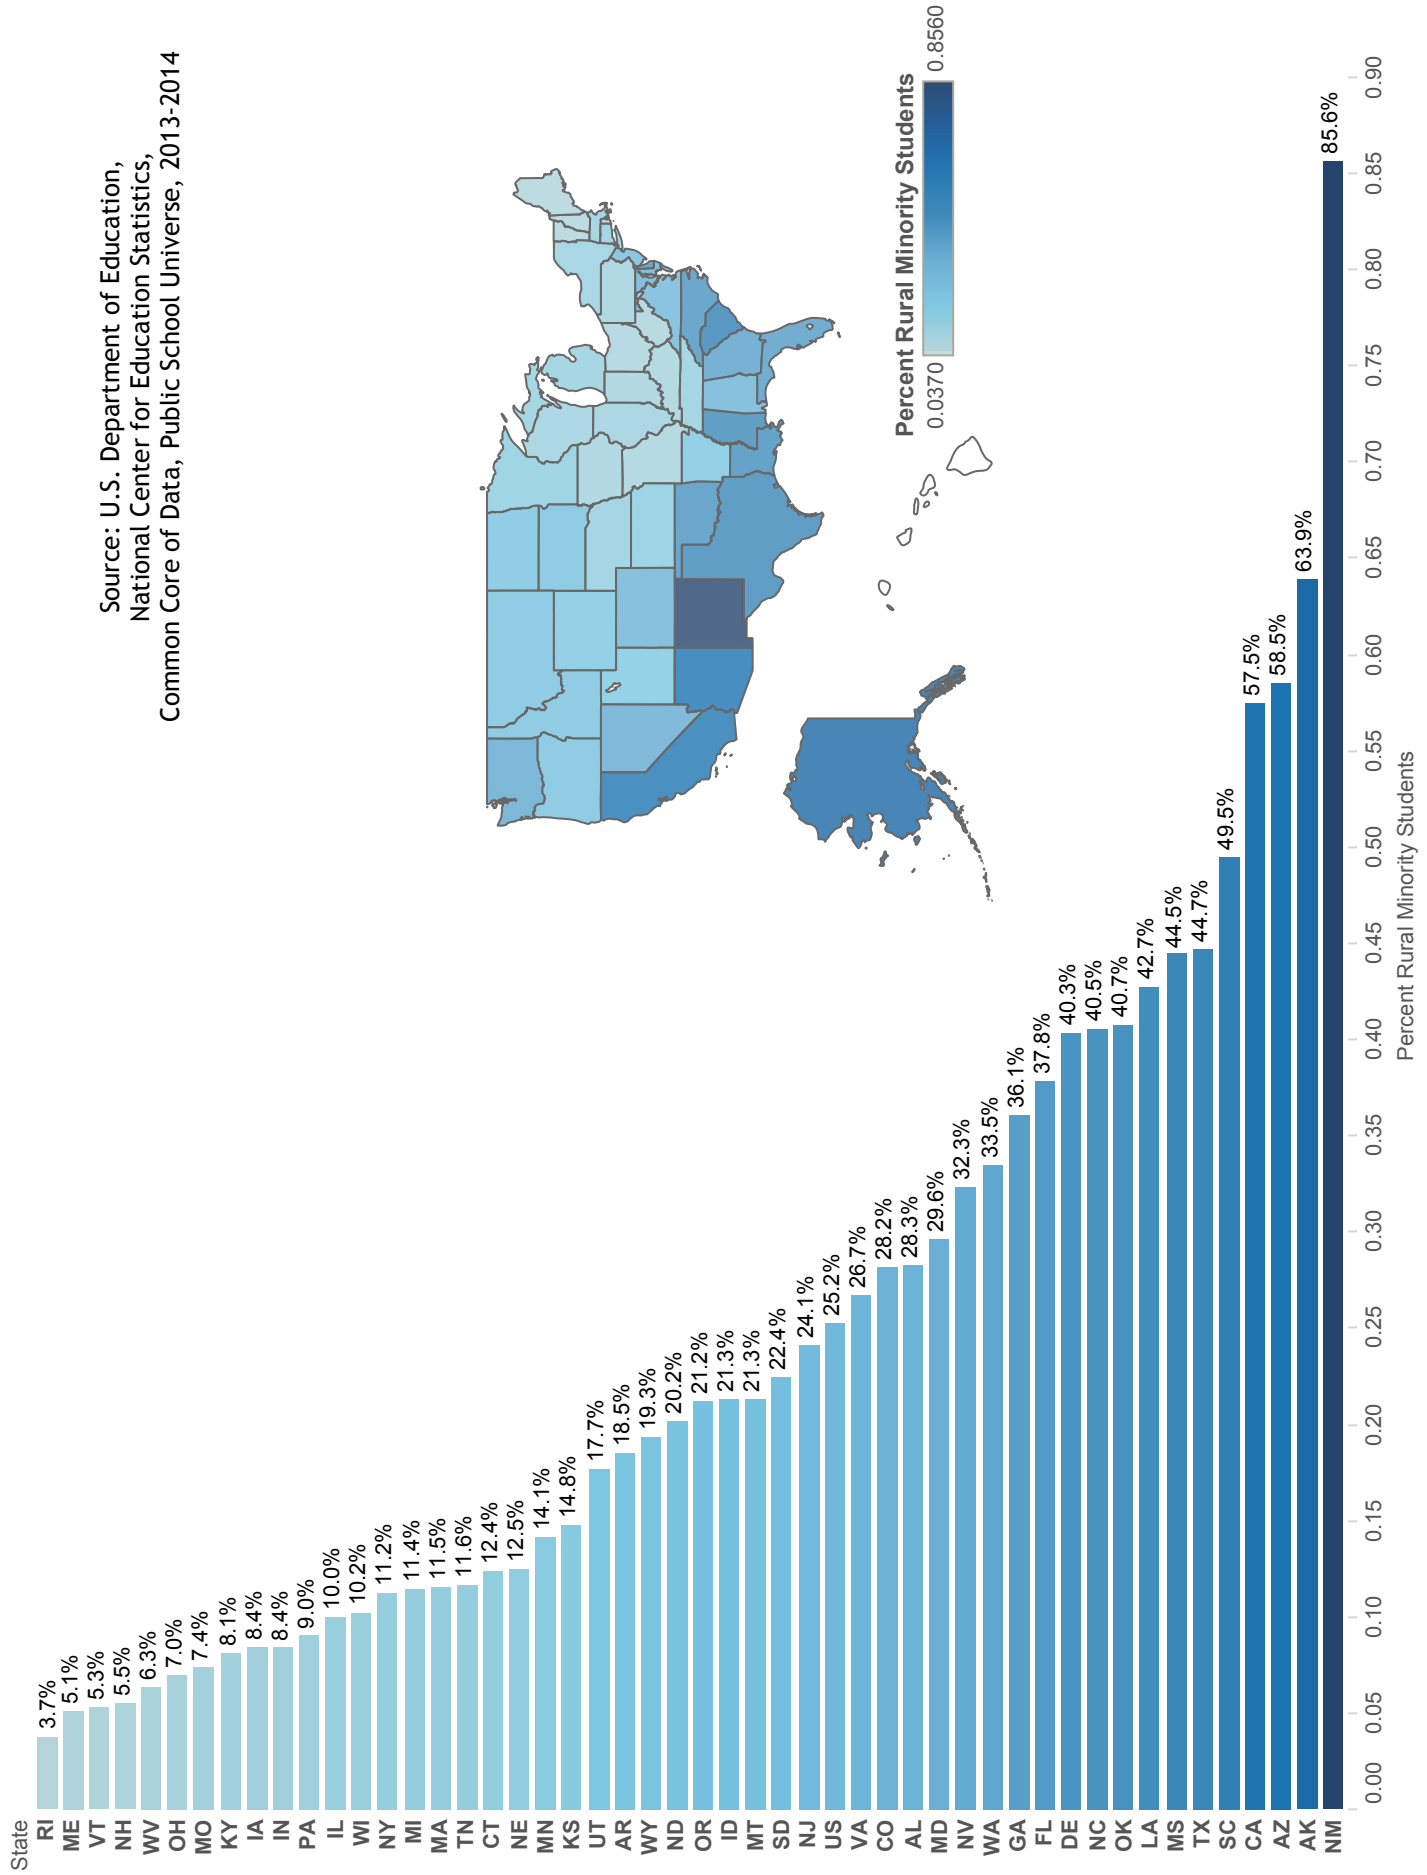 Source: U.S. Department of Education,
National Center for Education Statistics,
Common Core of Data, Public School Universe, 2013-2014
State
RI 3.7%
ME 5.1%
VT 5.3%
NH 5.5%
WV 6.3%
OH 7.0%
MO 7.4%
KY 8.1%
IA 8.4%
IN 8.4%
PA 9.0%
IL 10.0%
WI 10.2%
NY 11.2%
MI 11.4%
MA 11.5%
TN 11.6%
CT 12.4%
NE 12.5%
MN 14.1%
KS 14.8%
UT 17.7%
AR 18.5%
WY 19.3%
ND 20.2%
OR 21.2%
ID 21.3%
MT 21.3%
SD 22.4%
NJ 24.1%
US 25.2%
VA 26.7%
CO 28.2%
AL 28.3%
MD 29.6%
NV 32.3%
WA 33.5%
GA 36.1%
FL 37.8%
DE 40.3%
NC 40.5%
OK 40.7%
LA 42.7%
MS 44.5%
TX 44.7%
SC 49.5%
CA 57.5%
AZ 58.5%
AK 63.9%
NM 85.6%
0.00 0.05 0.10 0.15 0.20 0.25 0.30 0.35 0.40 0.45 0.50 0.55 0.60 0.65 0.70 0.75 0.80 0.85 0.90
Percent Rural Minority Students
Percent Rural Minority Students
0.0370 0.8560